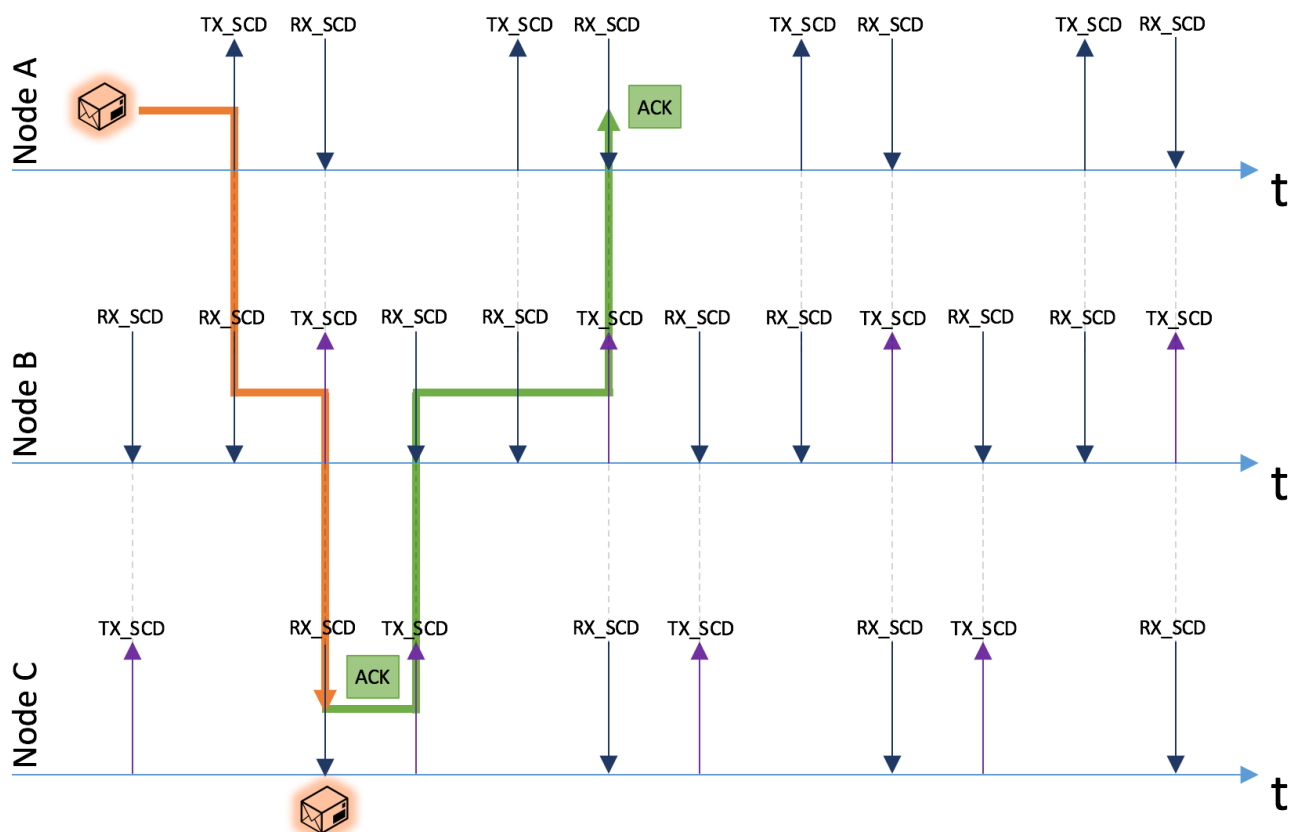 TX_SCD RX_SCD TX_SCD RX_SCD TX_SCD RX_SCD TX_SCD RX_SCD
Node A
ACK
t
RX_SCD RX_SCD TX_SCD RX_SCD RX_SCD TX_SCD RX_SCD RX_SCD TX_SCD RX_SCD RX_SCD TX_SCD
Node B
t
TX_SCD RX_SCD TX_SCD RX_SCD TX_SCD RX_SCD TX_SCD RX_SCD
Node C
ACK
t